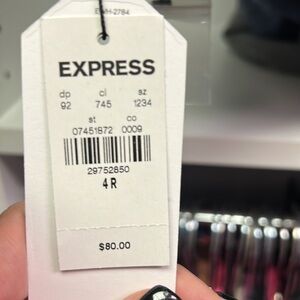 EXPRESS
dp cl sz
92 745 1234
st co
07451872 0009
29752850
4 R
$80.00